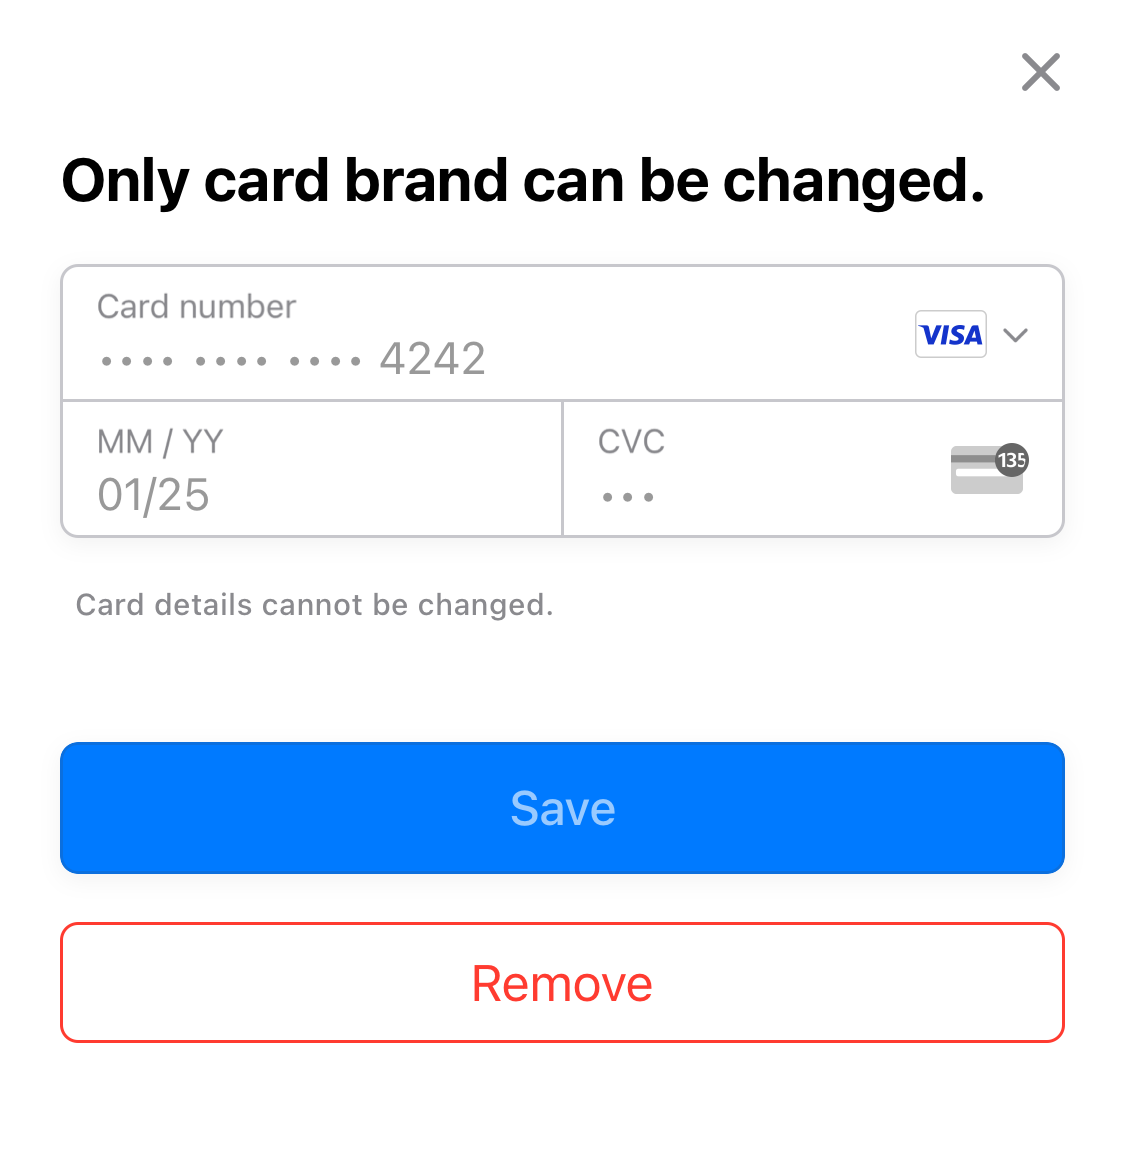 Only card brand can be changed.
Card number
•••• •••• •••• 4242
VISA
MM / YY
01/25
CVC
•••
135
Card details cannot be changed.
Save
Remove